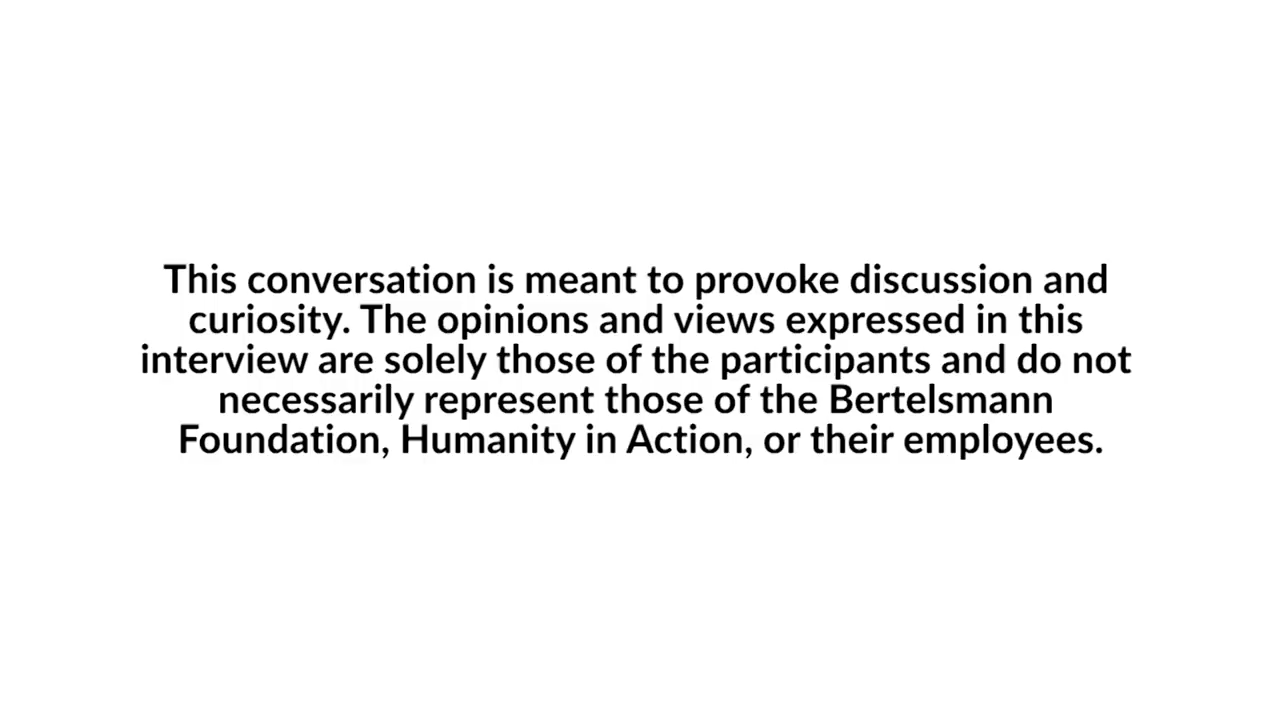 This conversation is meant to provoke discussion and
curiosity. The opinions and views expressed in this
interview are solely those of the participants and do not
necessarily represent those of the Bertelsmann
Foundation, Humanity in Action, or their employees.